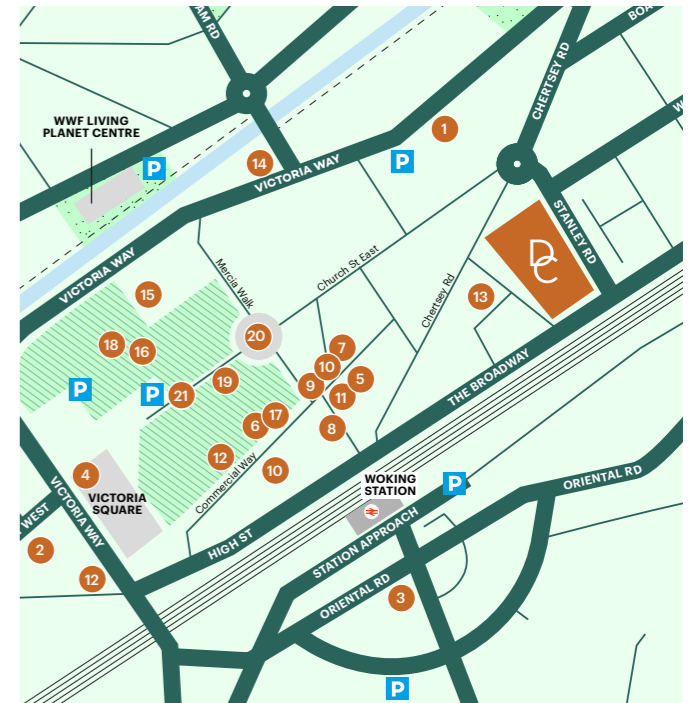 AM RD
BOA
CHERTSEY RD
W
WWF LIVING
PLANET CENTRE
P
1
14
P
VICTORIA WAY
STANLEY RD
DC
VICTORIA WAY
Mercia Walk
Church St East
Chertsey Rd
15
13
20
18
16
7
10
THE BROADWAY
P
P
21
19
9
5
11
6
17
8
12
10
Commercial Way
4
VICTORIA
SQUARE
VICTORIA WAY
WEST
WOKING
STATION
P
ORIENTAL RD
2
12
HIGH ST
STATION APPROACH
ORIENTAL RD
3
P